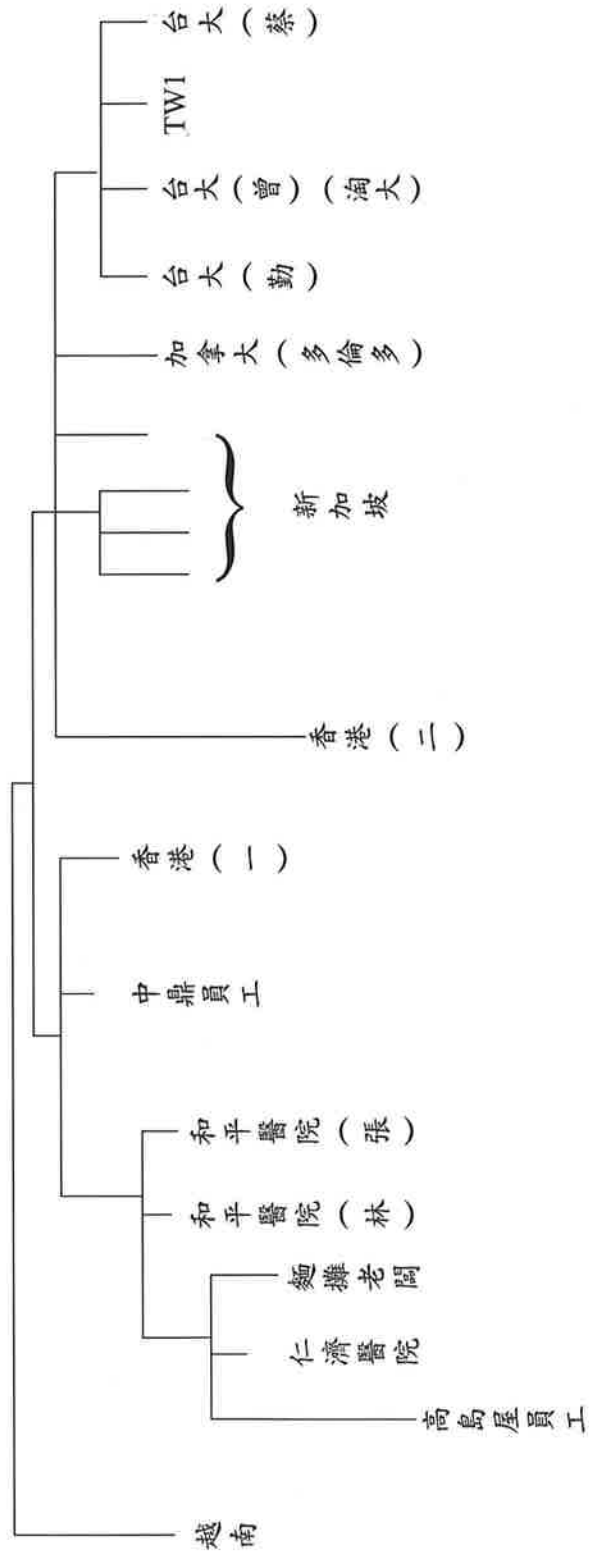 台大(蔡)
TW1
台大(曾)(淘大)
台大(勤)
加拿大(多倫多)
新加坡
香港(二)
香港(一)
中鼎員工
和平醫院(張)
和平醫院(林)
麵攤老闆
仁濟醫院
高島屋員工
越南